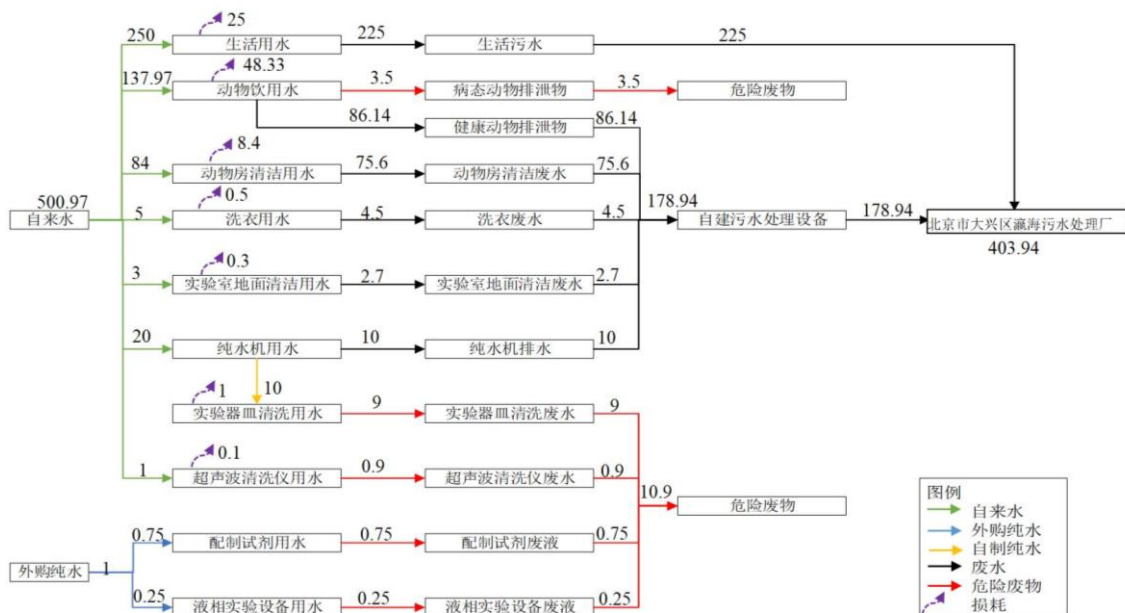 25
250 生活用水 225 生活污水 225
48.33
137.97 动物饮用水 3.5 病态动物排泄物 3.5 危险废物
86.14 健康动物排泄物 86.14
8.4
84 动物房清洁用水 75.6 动物房清洁废水 75.6
500.97 0.5 178.94 178.94
自来水 5 洗衣用水 4.5 洗衣废水 4.5 自建污水处理设备 北京市大兴区瀛海污水处理厂
403.94
0.3
3 实验室地面清洁用水 2.7 实验室地面清洁废水 2.7
20 纯水机用水 10 纯水机排水 10
1 10
实验器皿清洗用水 9 实验器皿清洗废水 9
0.1
1 超声波清洗仪用水 0.9 超声波清洗仪废水 0.9
10.9 危险废物
0.75 配制试剂用水 0.75 配制试剂废液 0.75
外购纯水 1
0.25 液相实验设备用水 0.25 液相实验设备废液 0.25
图例
自来水
外购纯水
自制纯水
废水
危险废物
损耗